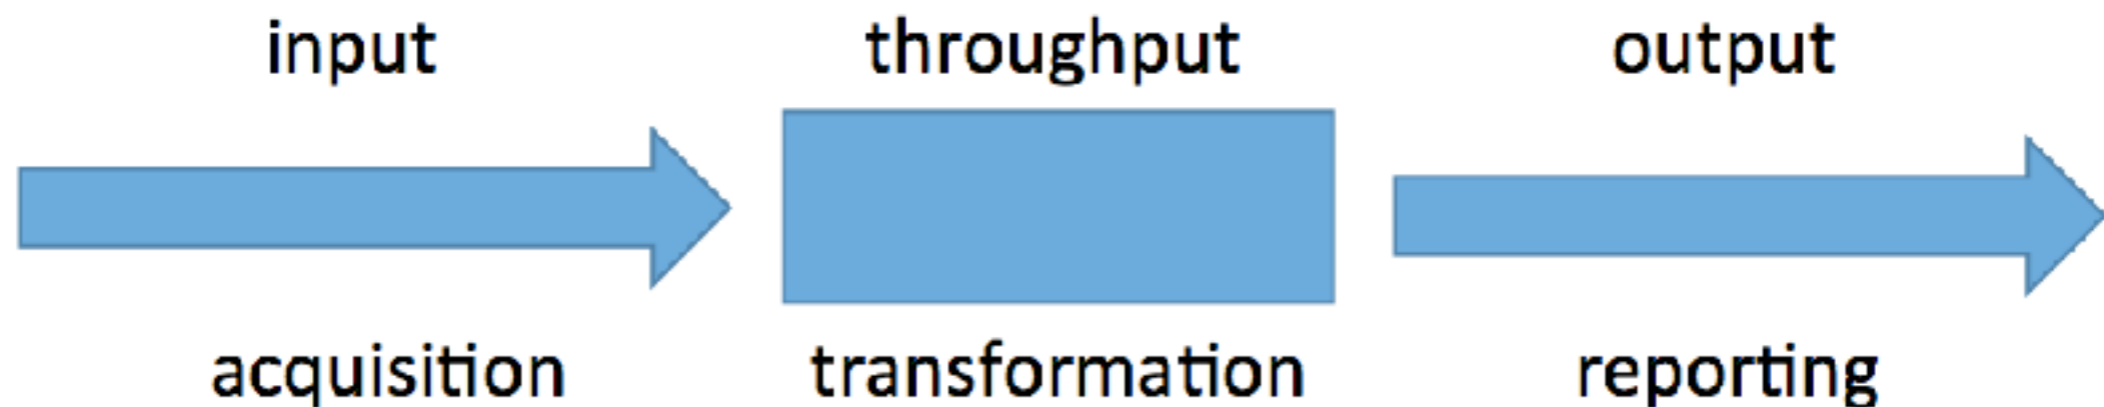 input throughput output
acquisition transformation reporting